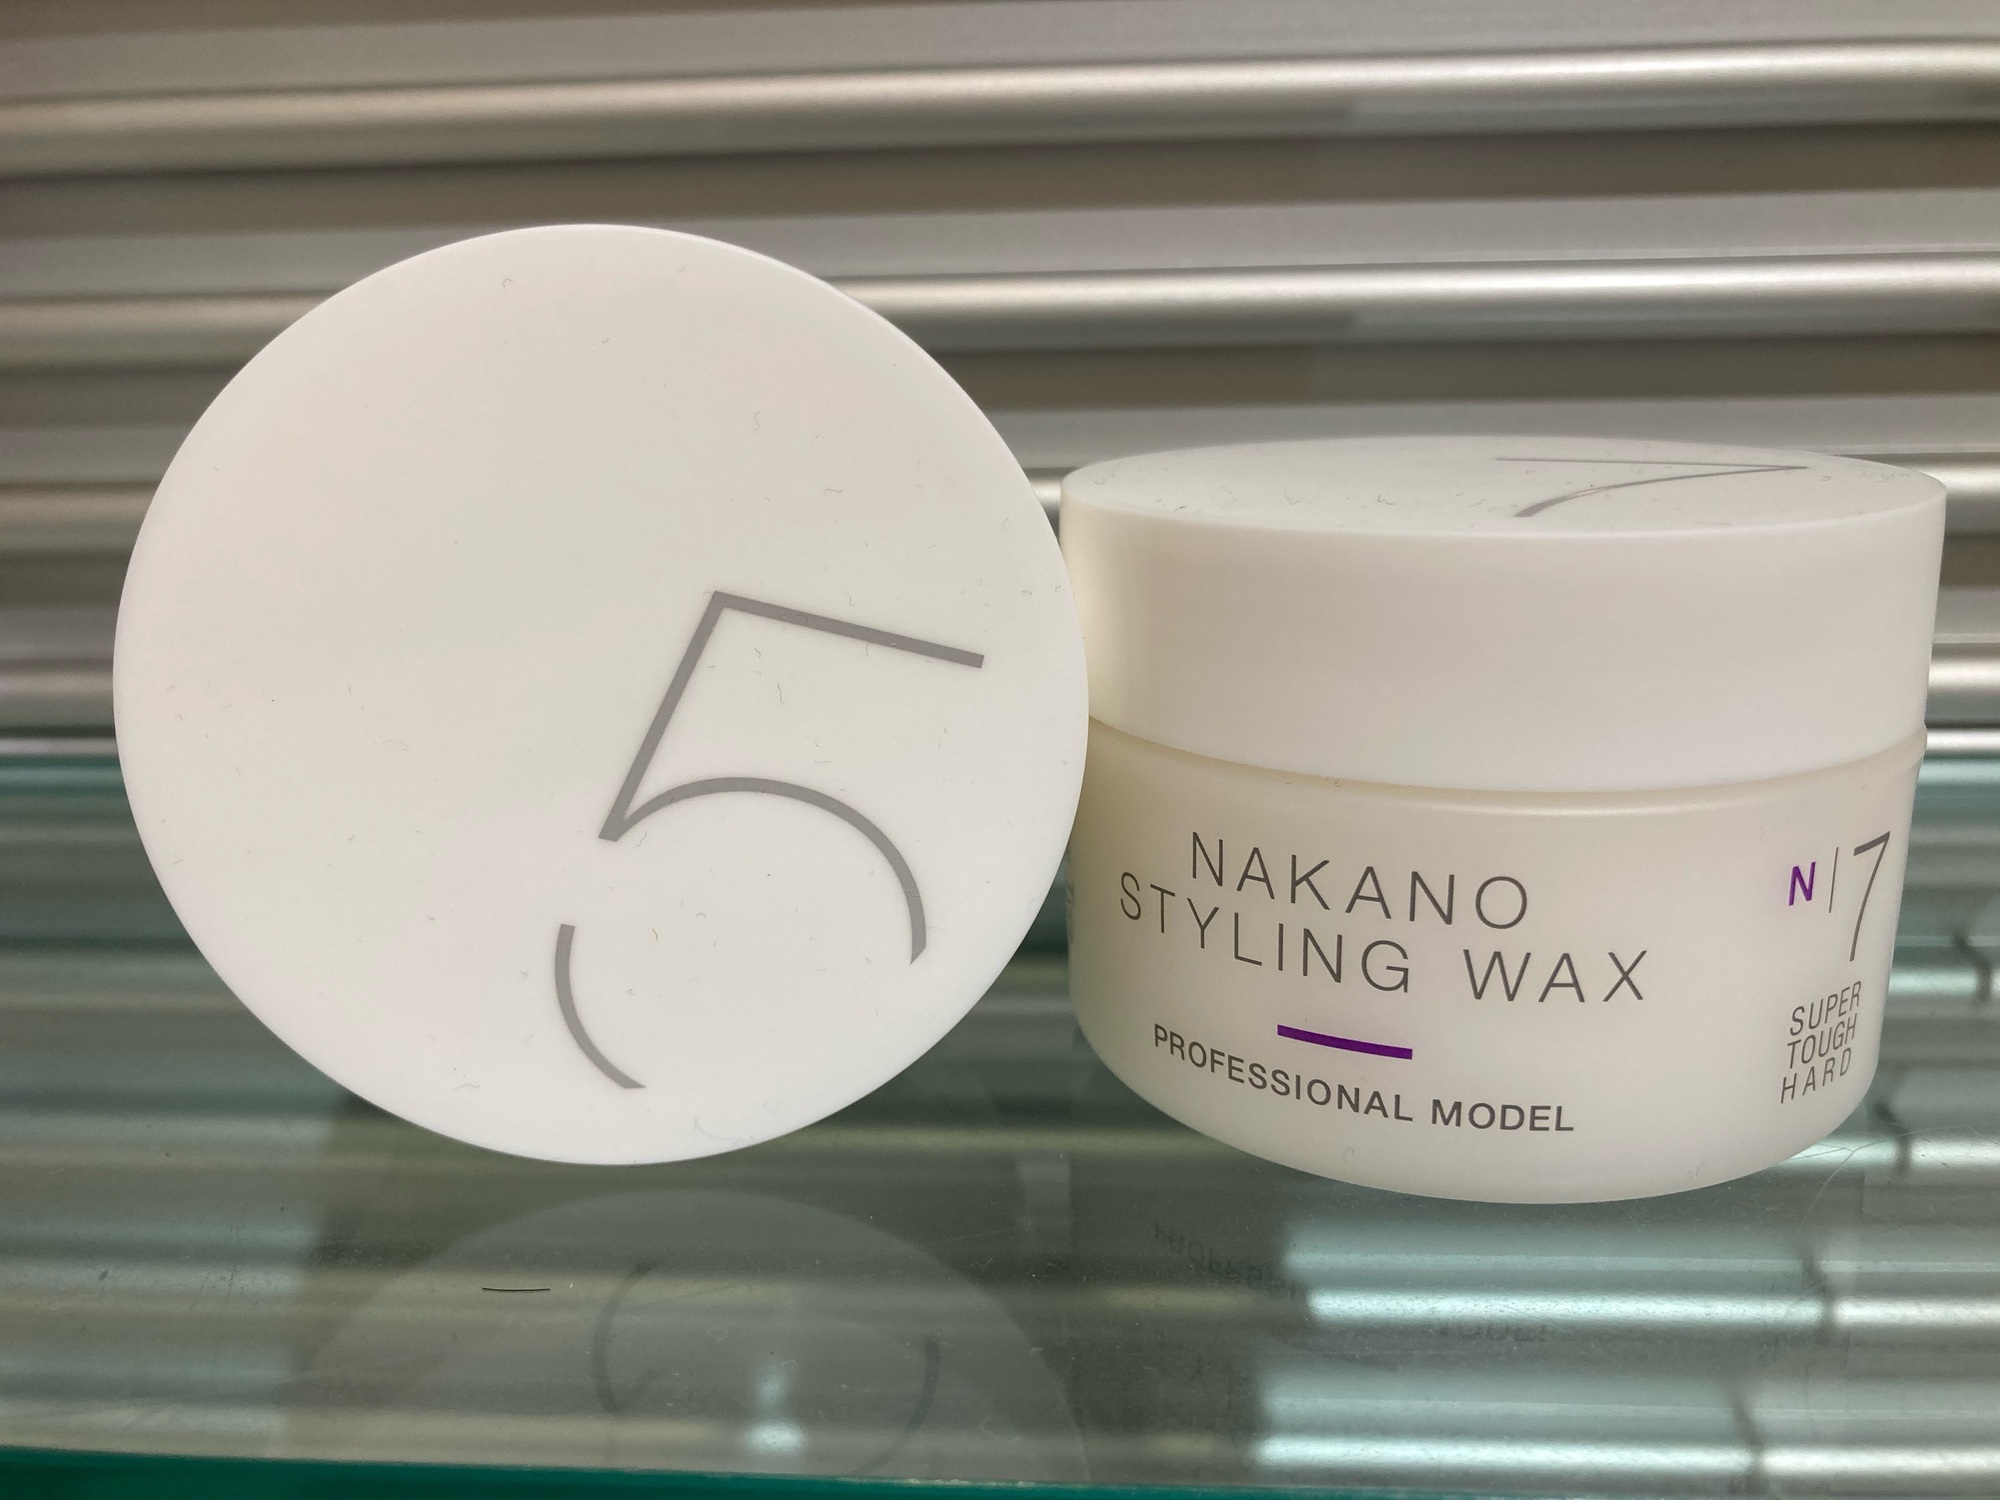 5
7
NAKANO
STYLING WAX
PROFESSIONAL MODEL
N|7
SUPER
TOUGH
HARD